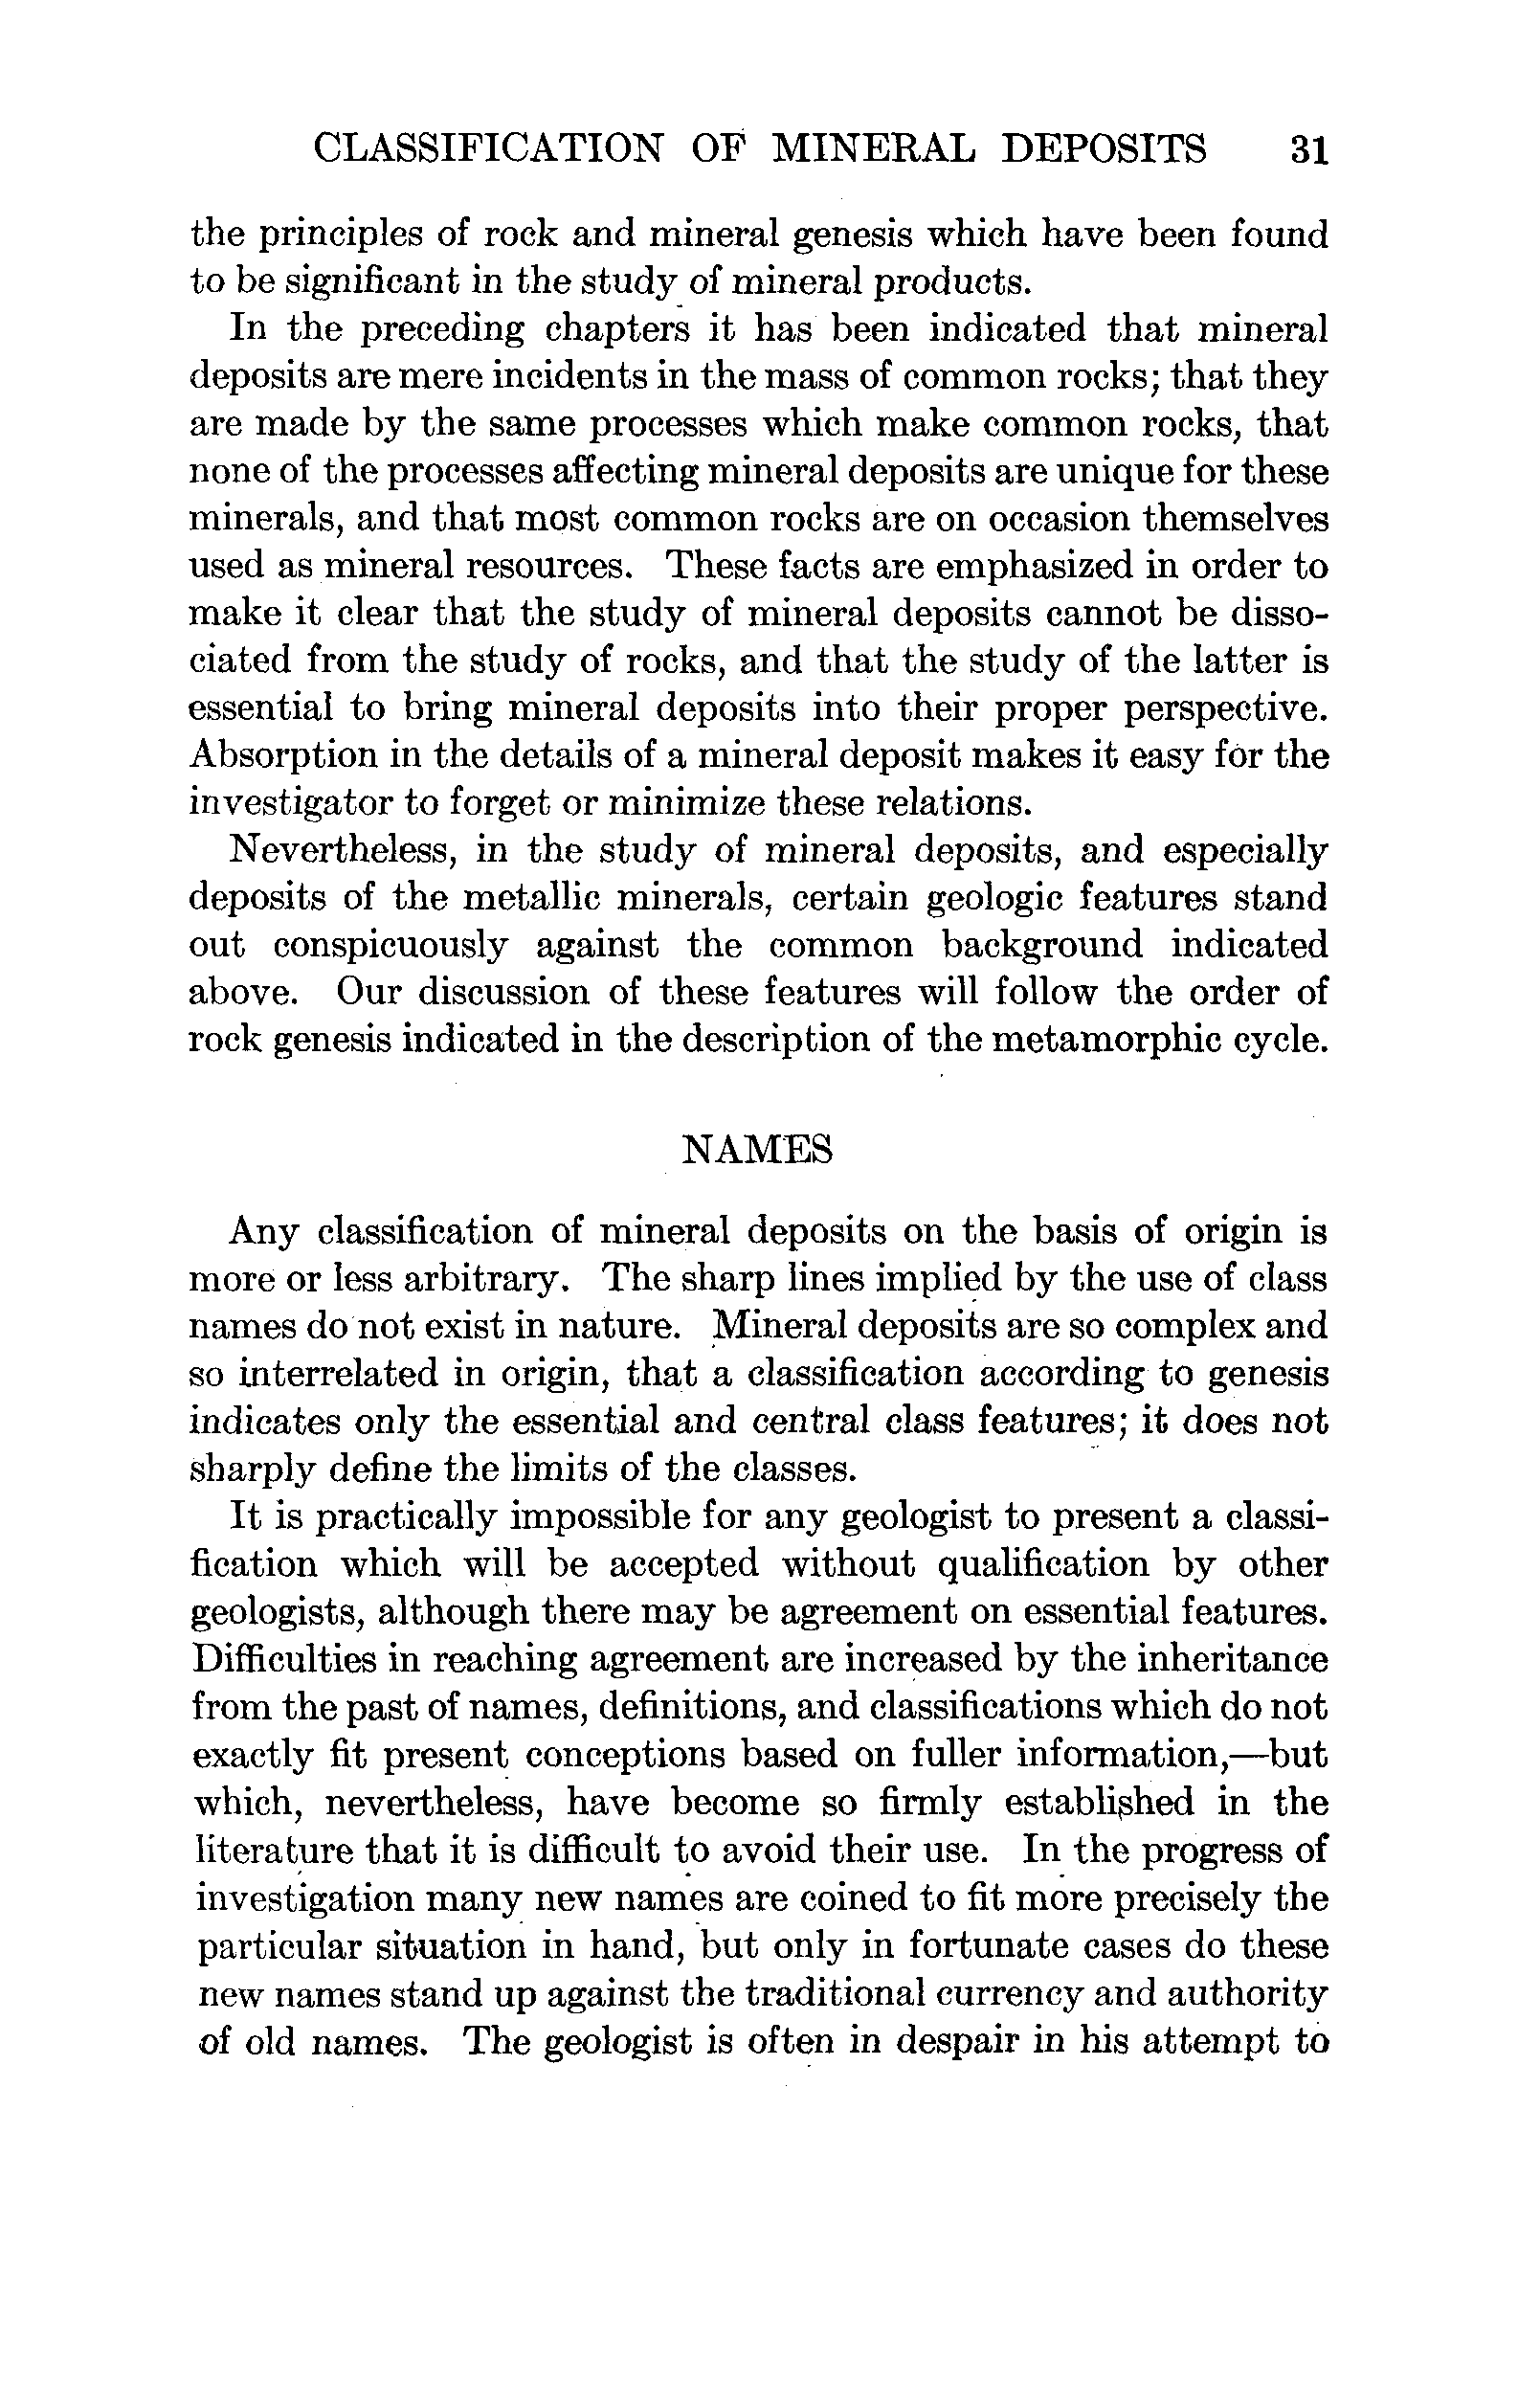 CLASSIFICATION OF MINERAL DEPOSITS 31
the principles of rock and mineral genesis which have been found
to be significant in the study of mineral products.
In the preceding chapters it has been indicated that mineral
deposits are mere incidents in the mass of common rocks; that they
are made by the same processes which make common rocks, that
none of the processes affecting mineral deposits are unique for these
minerals, and that most common rocks are on occasion themselves
used as mineral resources. These facts are emphasized in order to
make it clear that the study of mineral deposits cannot be disso-
ciated from the study of rocks, and that the study of the latter is
essential to bring mineral deposits into their proper perspective.
Absorption in the details of a mineral deposit makes it easy for the
investigator to forget or minimize these relations.
Nevertheless, in the study of mineral deposits, and especially
deposits of the metallic minerals, certain geologic features stand
out conspicuously against the common background indicated
above. Our discussion of these features will follow the order of
rock genesis indicated in the description of the metamorphic cycle.
NAMES
Any classification of mineral deposits on the basis of origin is
more or less arbitrary. The sharp lines implied by the use of class
names do not exist in nature. Mineral deposits are so complex and
so interrelated in origin, that a classification according to genesis
indicates only the essential and central class features; it does not
sharply define the limits of the classes.
It is practically impossible for any geologist to present a classi-
fication which will be accepted without qualification by other
geologists, although there may be agreement on essential features.
Difficulties in reaching agreement are increased by the inheritance
from the past of names, definitions, and classifications which do not
exactly fit present conceptions based on fuller information,—but
which, nevertheless, have become so firmly established in the
literature that it is difficult to avoid their use. In the progress of
investigation many new names are coined to fit more precisely the
particular situation in hand, but only in fortunate cases do these
new names stand up against the traditional currency and authority
of old names. The geologist is often in despair in his attempt to